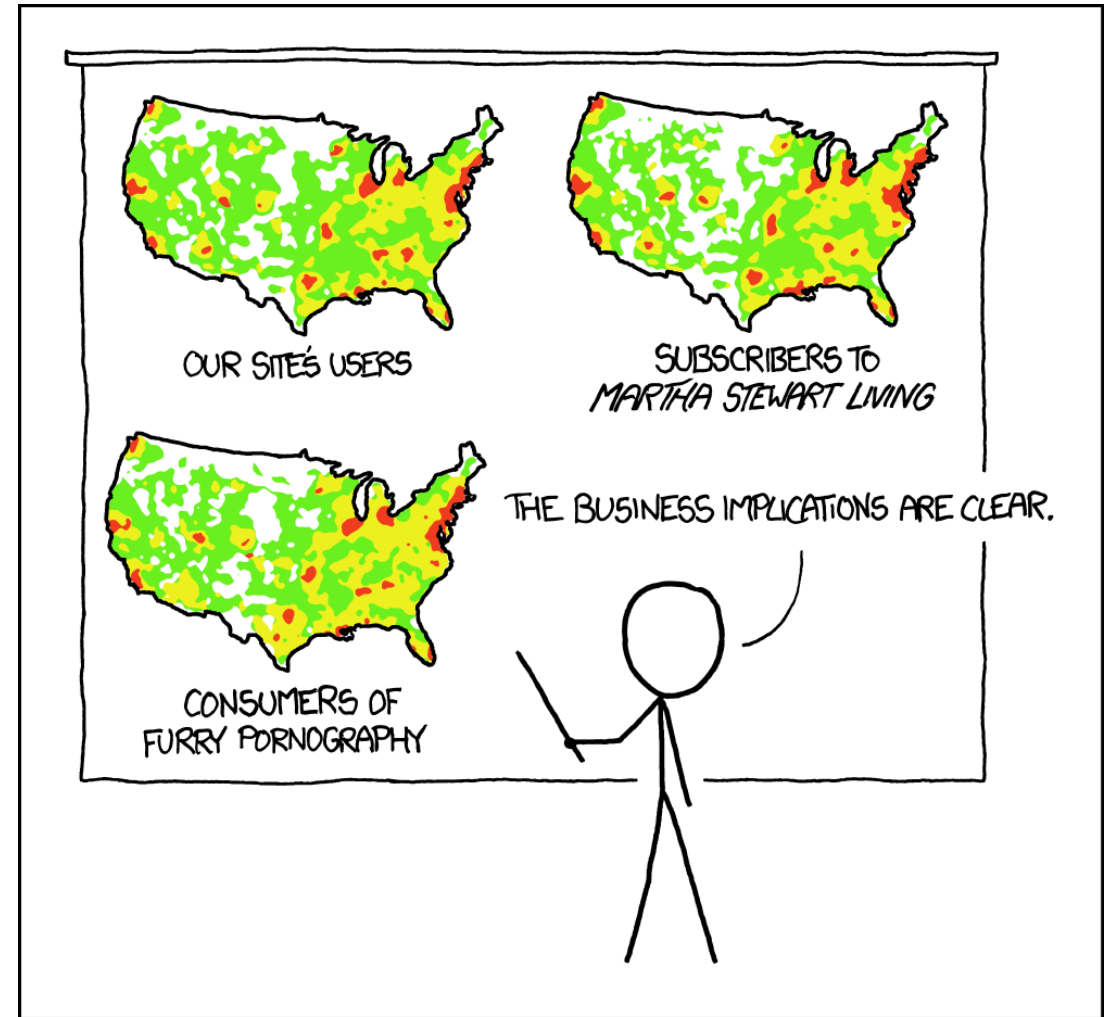 OUR SITE'S USERS
SUBSCRIBERS TO
MARTHA STEWART LIVING
THE BUSINESS IMPLICATIONS ARE CLEAR.
CONSUMERS OF
FURRY PORNOGRAPHY